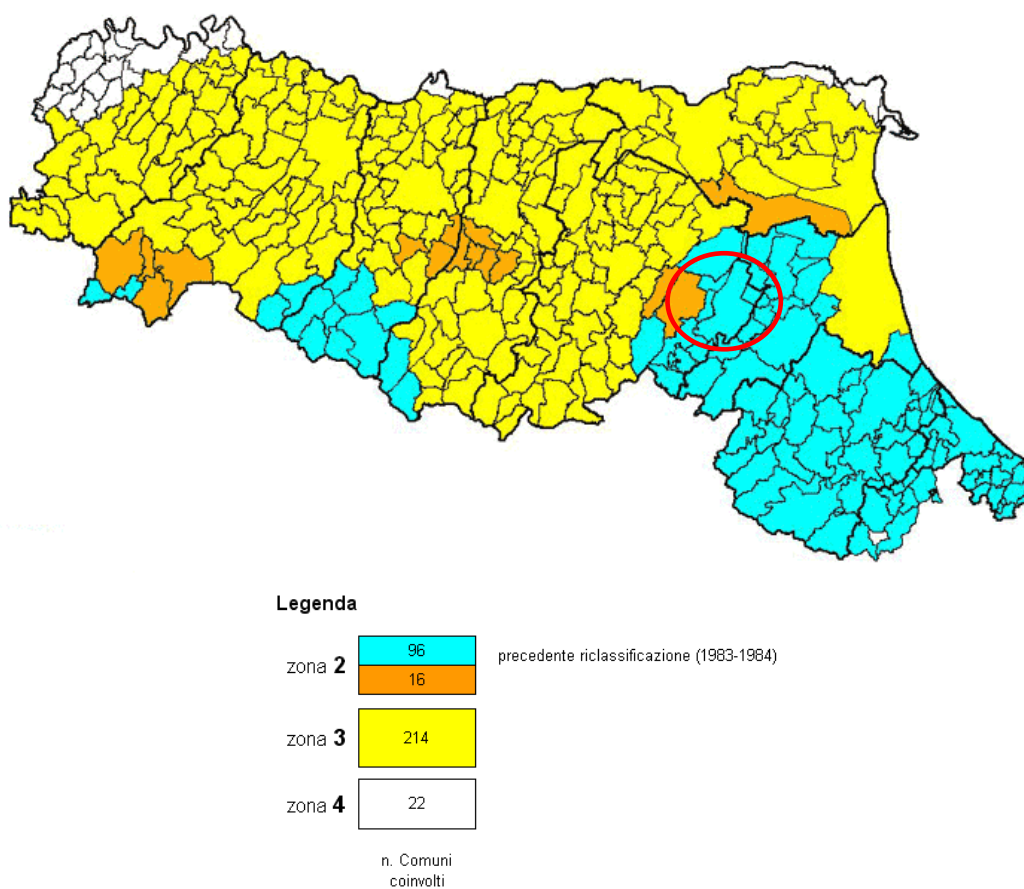 Legenda
zona 2
96
precedente riclassificazione (1983-1984)
16
zona 3
214
zona 4
22
n. Comuni
coinvolti